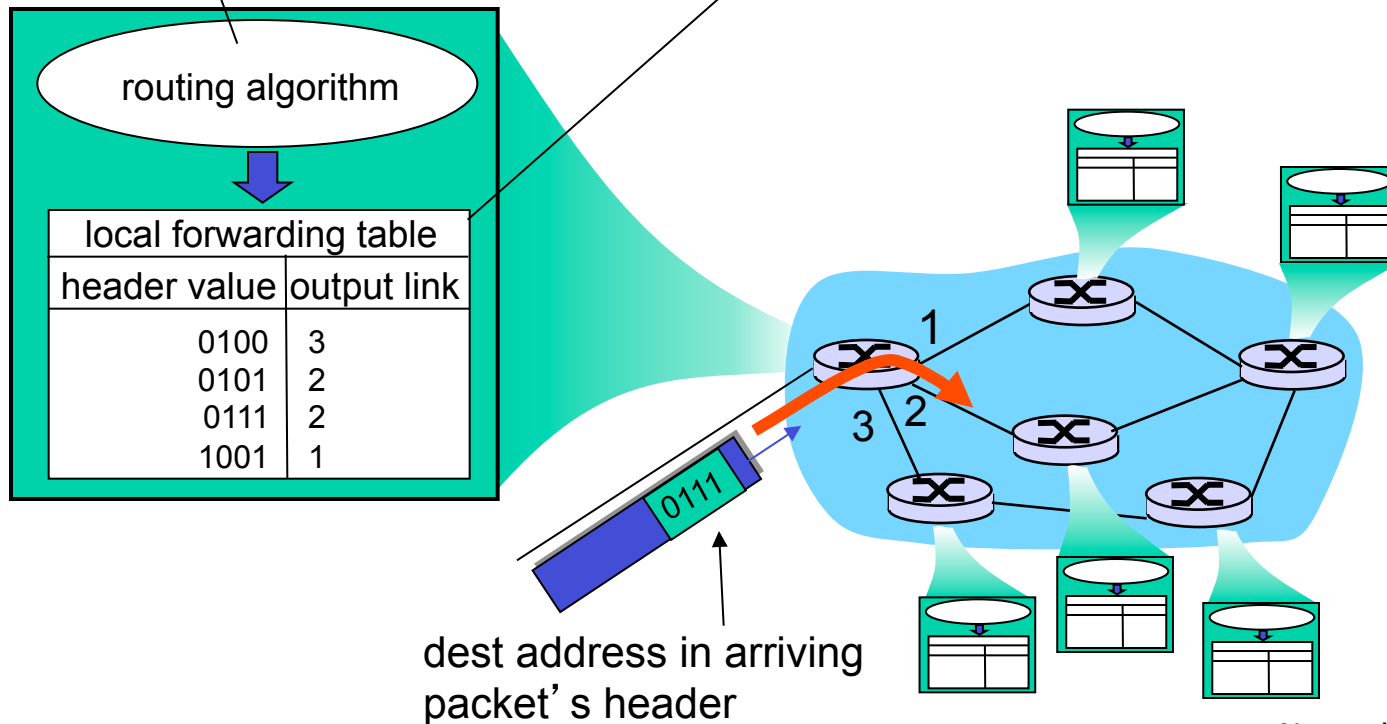 routing algorithm
local forwarding table
header value output link
0100 3
0101 2
0111 2
1001 1
1
2
3
0111
dest address in arriving
packet’s header